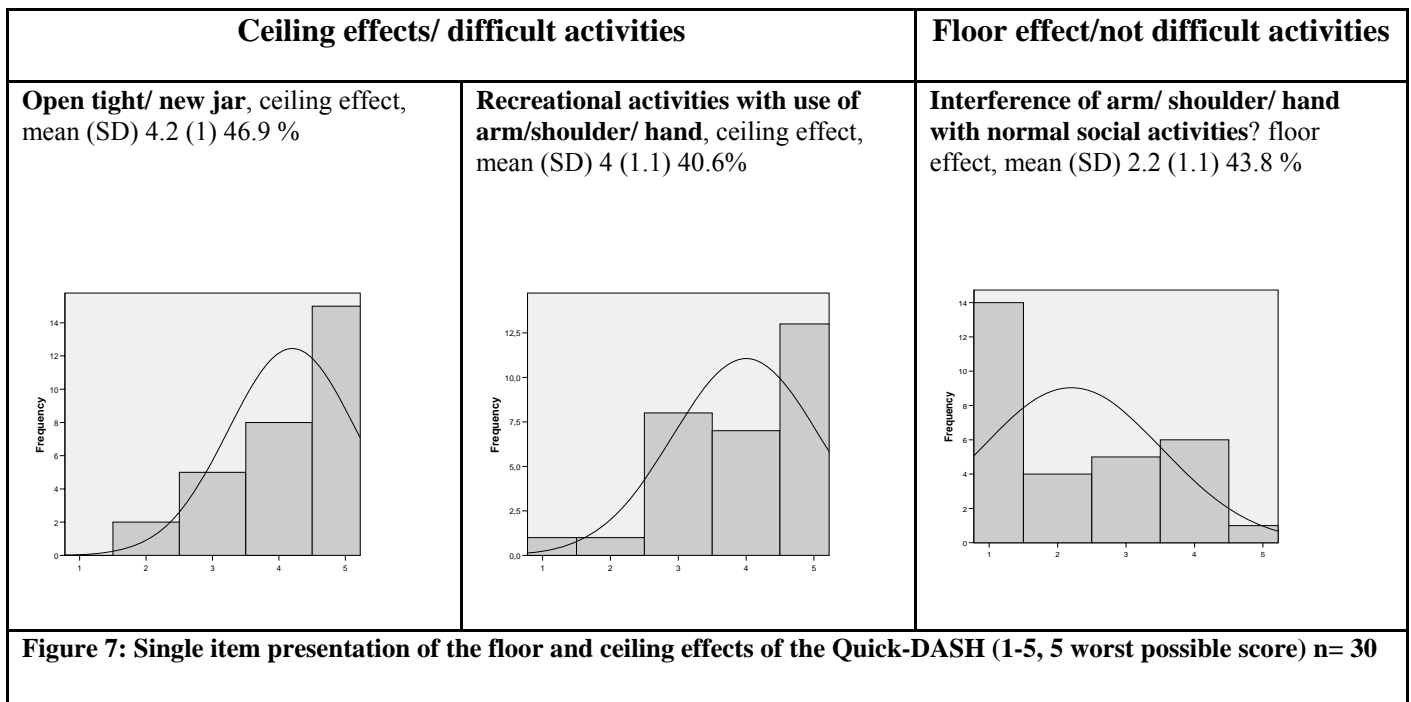 Ceiling effects/ difficult activities
Floor effect/not difficult activities
Open tight/ new jar, ceiling effect,
mean (SD) 4.2 (1) 46.9 %
Recreational activities with use of
arm/shoulder/ hand, ceiling effect,
mean (SD) 4 (1.1) 40.6%
Interference of arm/ shoulder/ hand
with normal social activities? floor
effect, mean (SD) 2.2 (1.1) 43.8 %
Frequency
14
12
10
8
6
4
2
0
1 2 3 4 5
Frequency
12,5
10,0
7,5
5,0
2,5
0,0
1 2 3 4 5
Frequency
14
12
10
8
6
4
2
0
1 2 3 4 5
Figure 7: Single item presentation of the floor and ceiling effects of the Quick-DASH (1-5, 5 worst possible score) n= 30